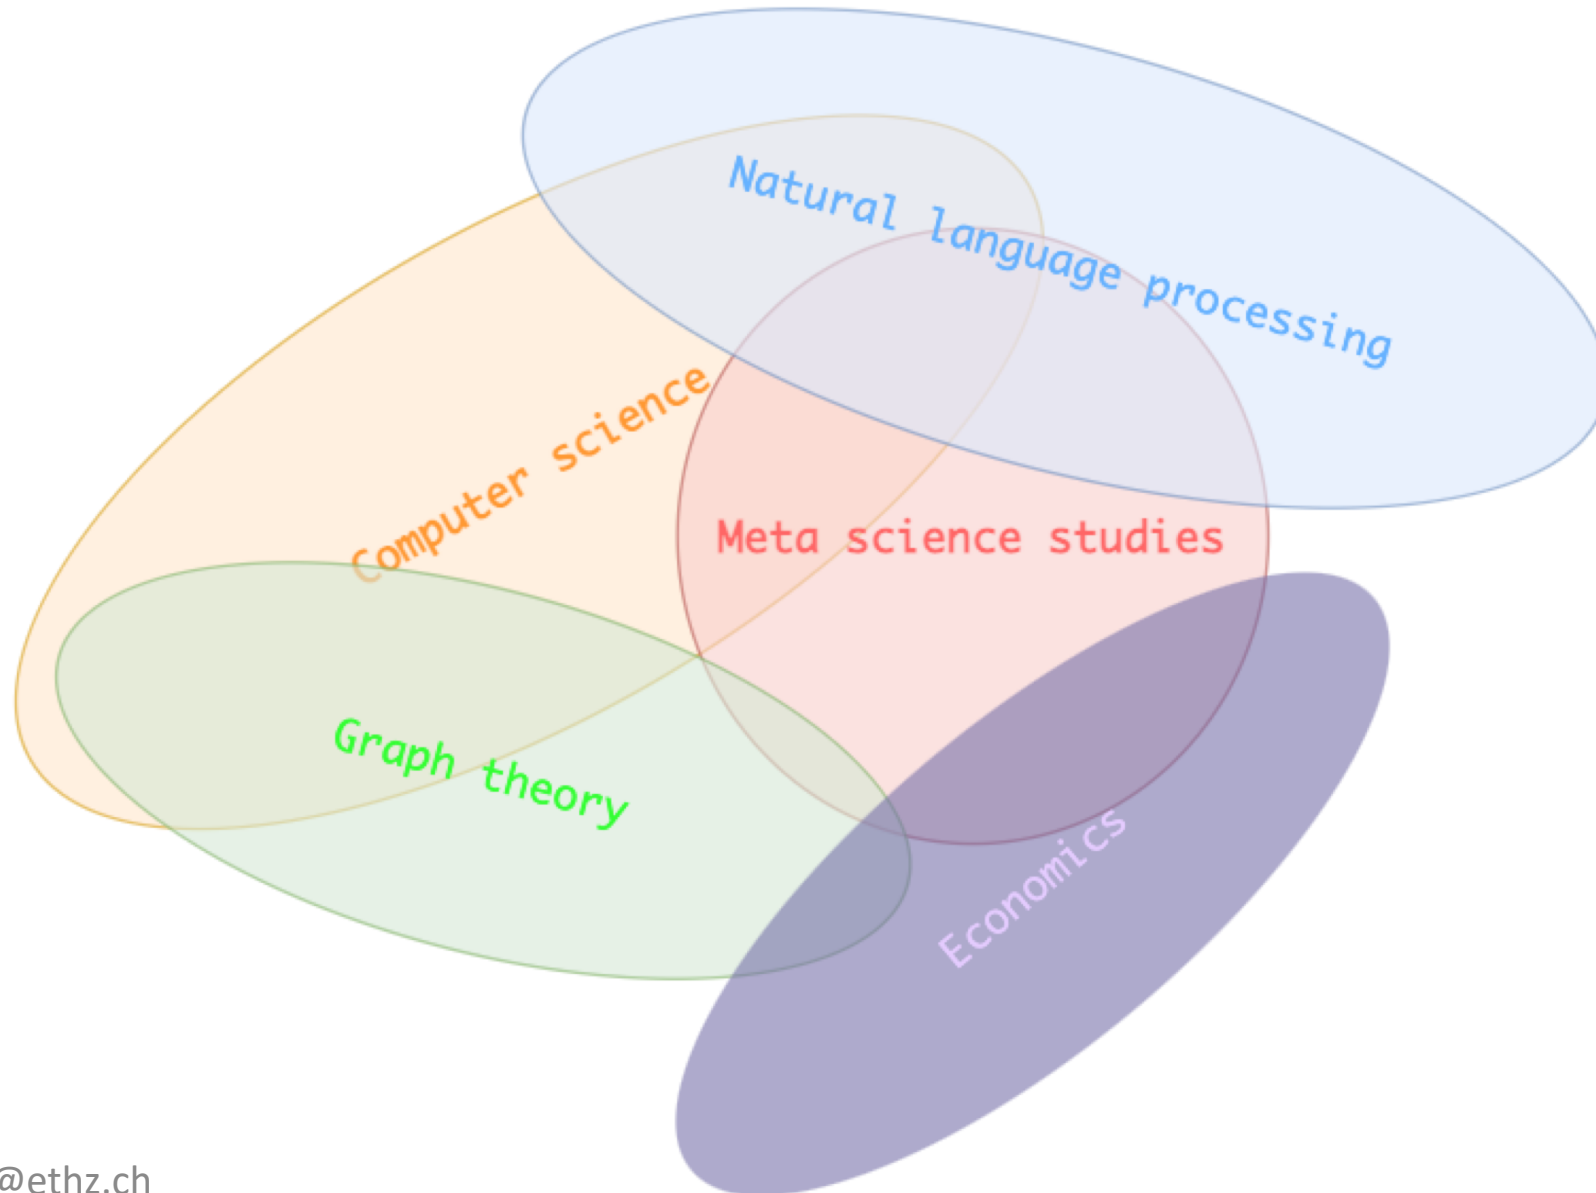 Natural language processing
Computer science
Meta science studies
Graph theory
Economics
@ethz.ch